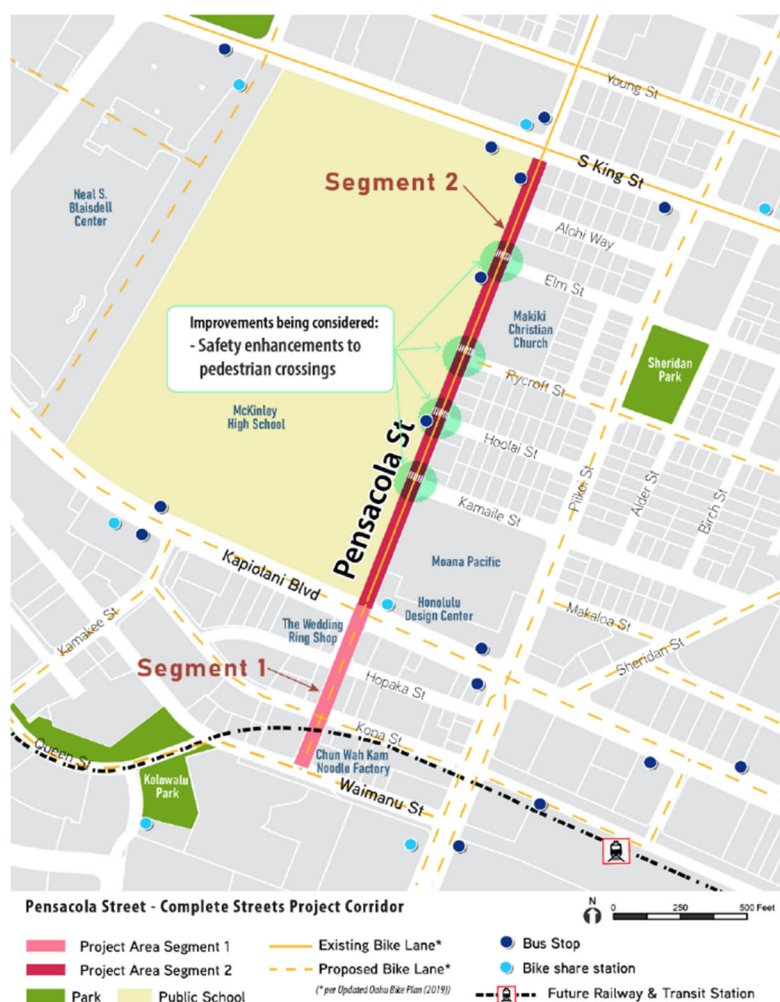 Young St
S King St
Segment 2
Neal S.
Blaisdell
Center
Alohi Way
Elm St
Improvements being considered:
- Safety enhancements to
pedestrian crossings
Makiki
Christian
Church
Sheridan
Park
Rycroft St
McKinley
High School
Pensacola St
Hoolai St
Piikoi St
Alder St
Birch St
Kamaile St
Moana Pacific
Kapiolani Blvd
Honolulu
Design Center
Makaloa St
The Wedding
Ring Shop
Kamakee St
Sheridan St
Segment 1
Hopaka St
Kona St
Queen St
Chun Wah Kam
Noodle Factory
Kolowalu
Park
Waimanu St
Pensacola Street - Complete Streets Project Corridor
N
0 250 500 Feet
Project Area Segment 1
Existing Bike Lane*
Bus Stop
Project Area Segment 2
Proposed Bike Lane*
Bike share station
(* per Updated Oahu Bike Plan (2019))
Park
Public School
Future Railway & Transit Station